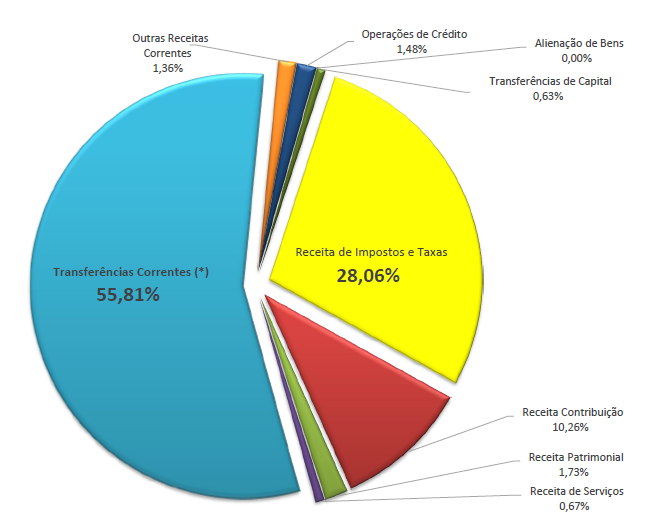 Outras Receitas
Correntes
1,36%
Operações de Crédito
1,48%
Alienação de Bens
0,00%
Transferências de Capital
0,63%
Receita de Impostos e Taxas
28,06%
Transferências Correntes (*)
55,81%
Receita Contribuição
10,26%
Receita Patrimonial
1,73%
Receita de Serviços
0,67%